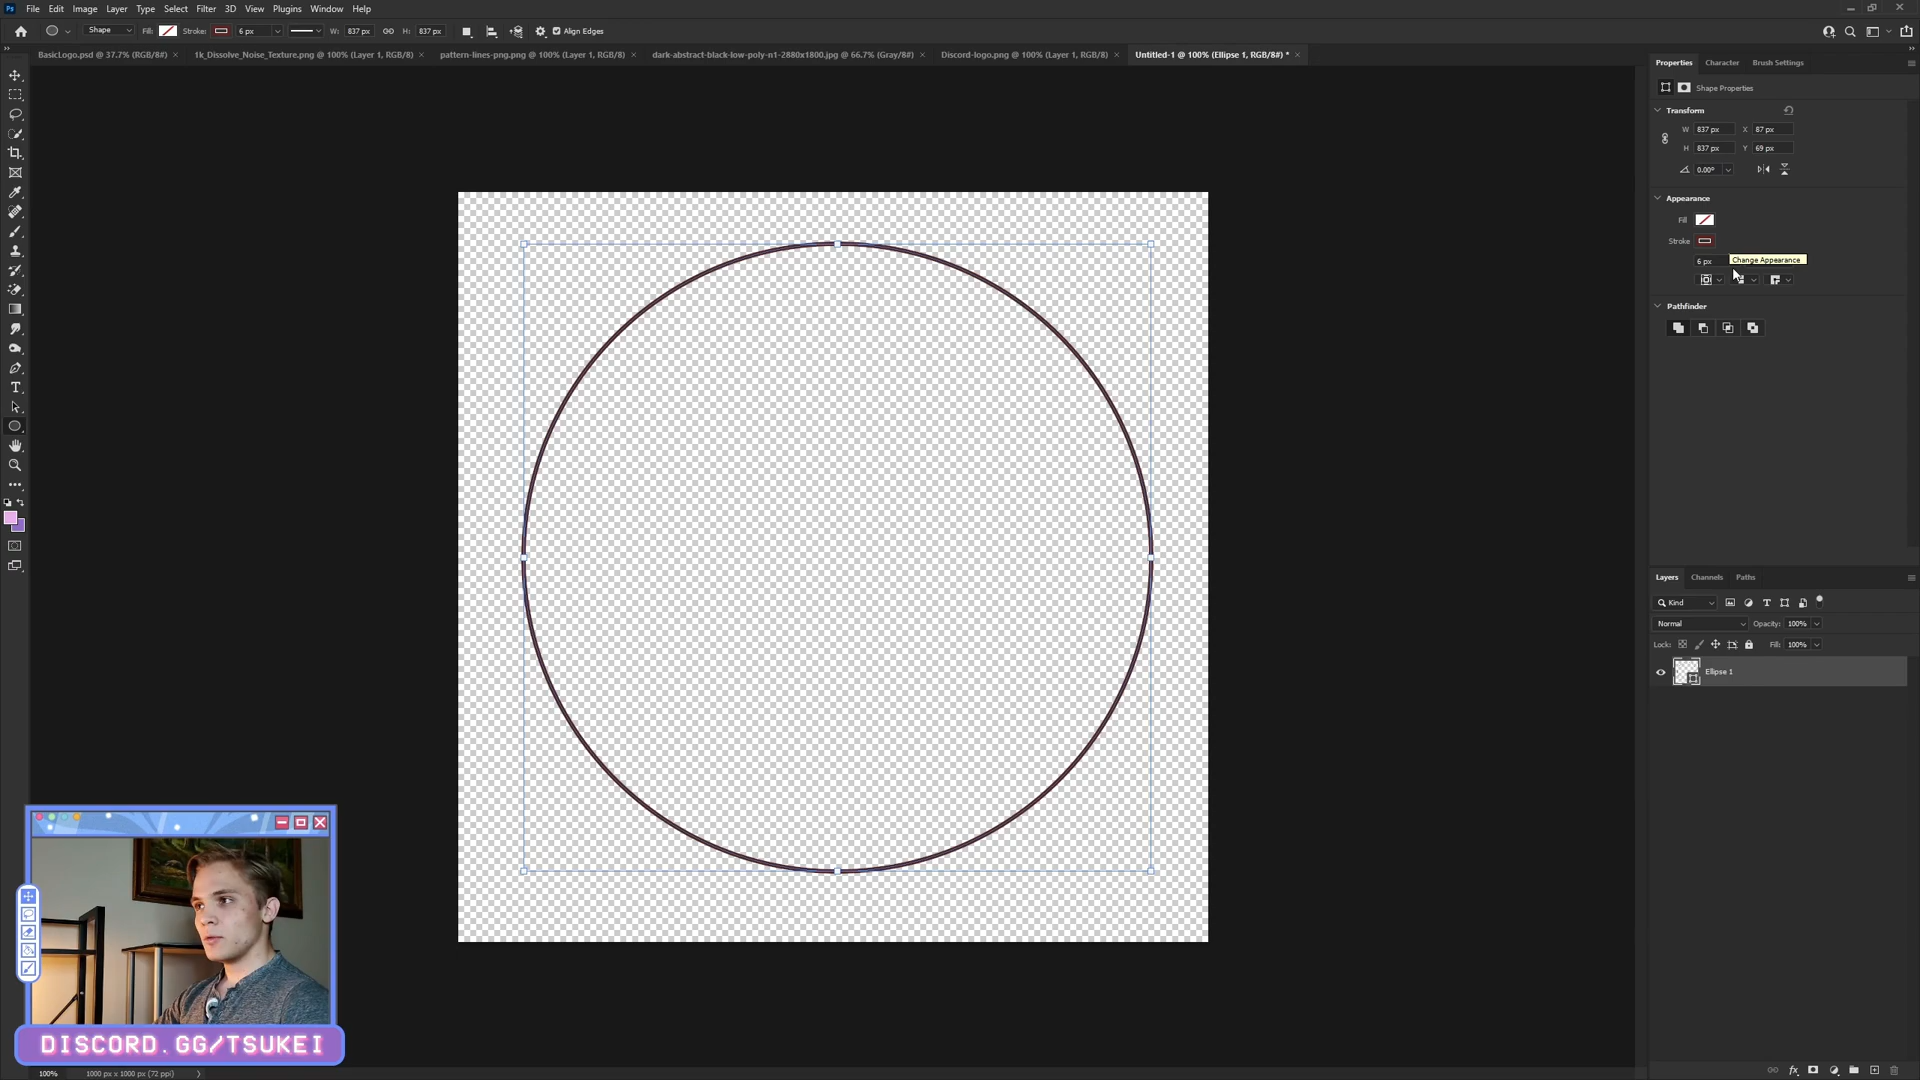 Ps File Edit Image Layer Type Select Filter 3D View Plugins Window Help
Shape Fill: Stroke: 6 px W: 837 px H: 837 px Align Edges
BasicLogo.psd @ 37.7% (RGB/8#) × 1k_Dissolve_Noise_Texture.png @ 100% (Layer 1, RGB/8) × pattern-lines-png.png @ 100% (Layer 1, RGB/8) × dark-abstract-black-low-poly-n1-2880x1800.jpg @ 66.7% (Gray/8#) × Discord-logo.png @ 100% (Layer 1, RGB/8) × Untitled-1 @ 100% (Ellipse 1, RGB/8#) * ×
Properties Character Brush Settings
Shape Properties
Transform
W 837 px X 87 px
H 837 px Y 69 px
0.00°
Appearance
Fill
Stroke
6 px Change Appearance
Pathfinder
Layers Channels Paths
Kind
Normal Opacity: 100%
Lock: Fill: 100%
Ellipse 1
DISCORD.GG/TSUKEI
100% 1000 px x 1000 px (72 ppi)